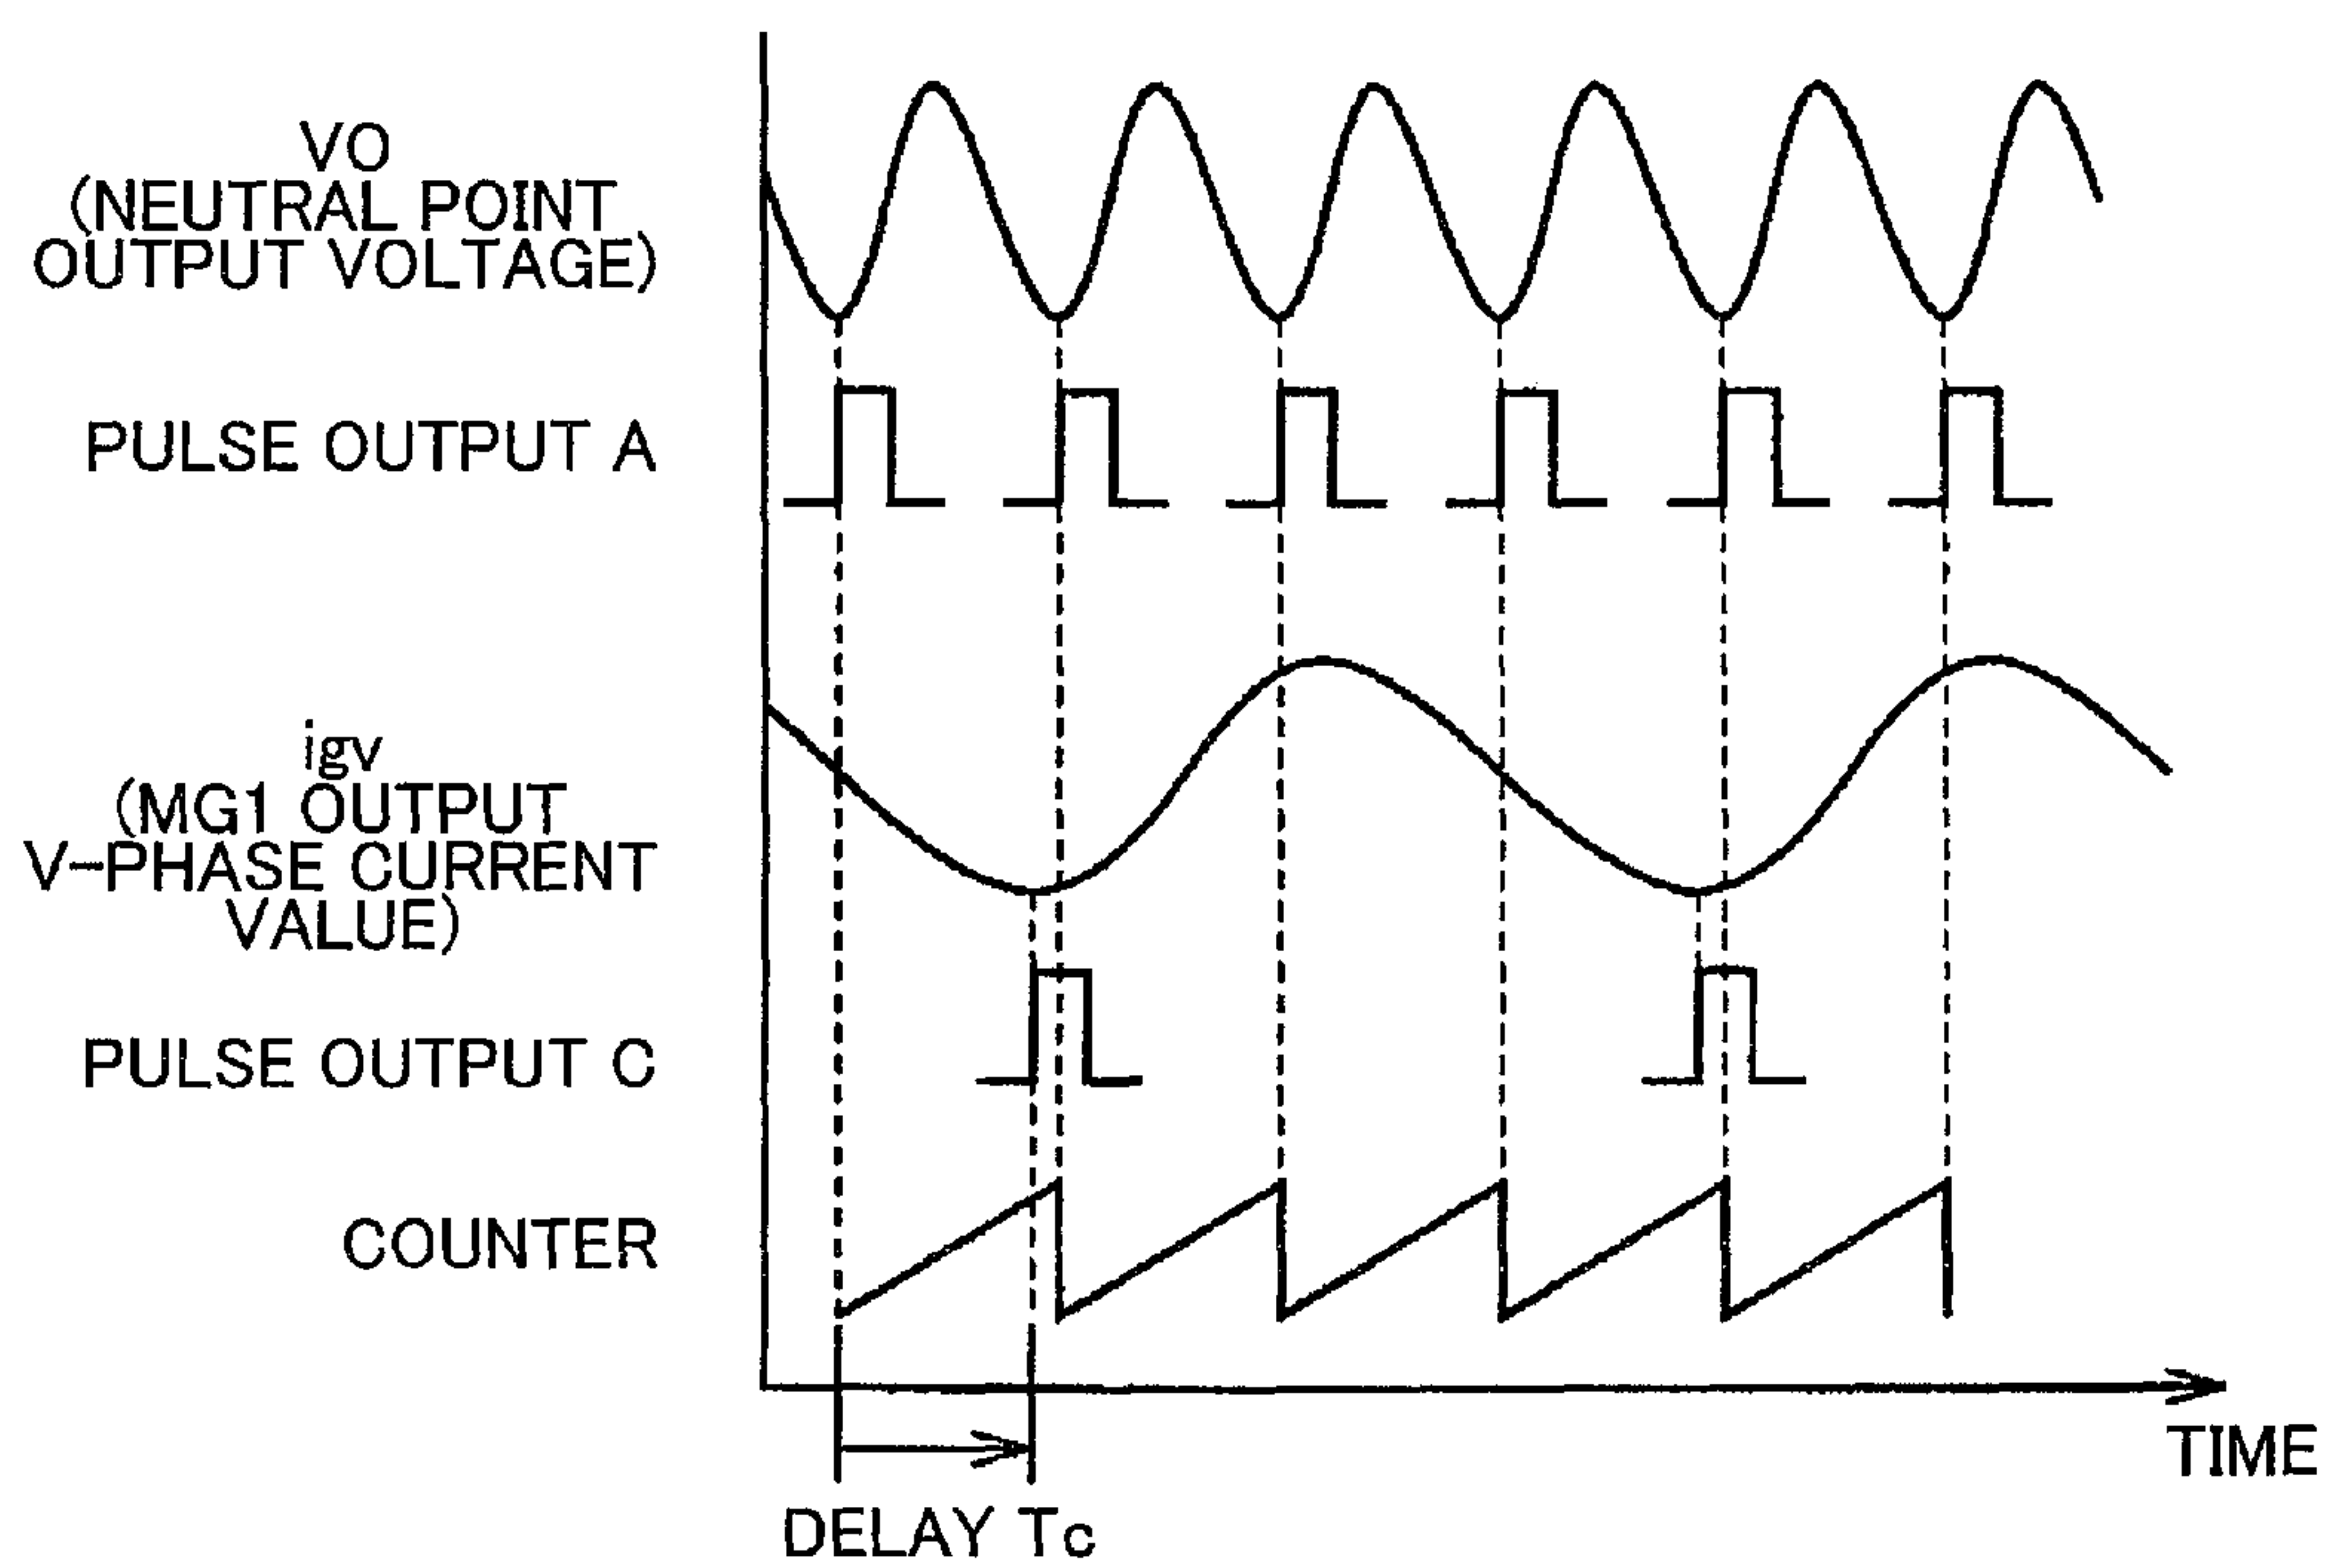 VO
(NEUTRAL POINT
OUTPUT VOLTAGE)
PULSE OUTPUT A
igv
(MG1 OUTPUT
V-PHASE CURRENT
VALUE)
PULSE OUTPUT C
COUNTER
TIME
DELAY Tc